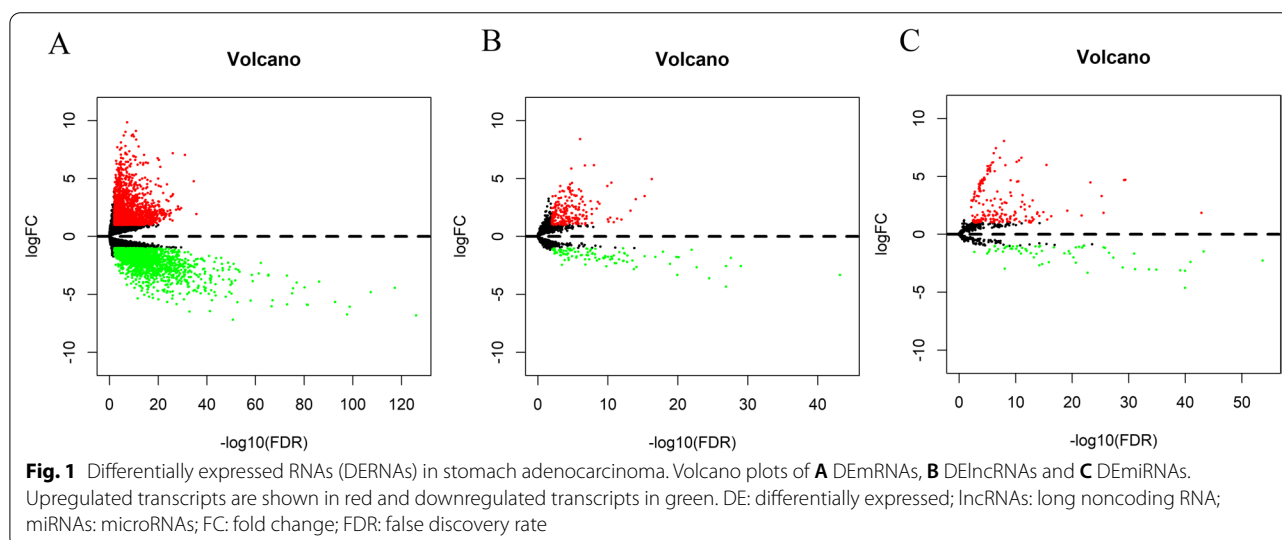 A
Volcano
logFC
10
5
0
-5
-10
0 20 40 60 80 100 120
-log10(FDR)
B
Volcano
logFC
10
5
0
-5
-10
0 10 20 30 40
-log10(FDR)
C
Volcano
logFC
10
5
0
-5
-10
0 10 20 30 40 50
-log10(FDR)
Fig. 1 Differentially expressed RNAs (DERNAs) in stomach adenocarcinoma. Volcano plots of A DEmRNAs, B DElncRNAs and C DEmiRNAs.
Upregulated transcripts are shown in red and downregulated transcripts in green. DE: differentially expressed; lncRNAs: long noncoding RNA;
miRNAs: microRNAs; FC: fold change; FDR: false discovery rate